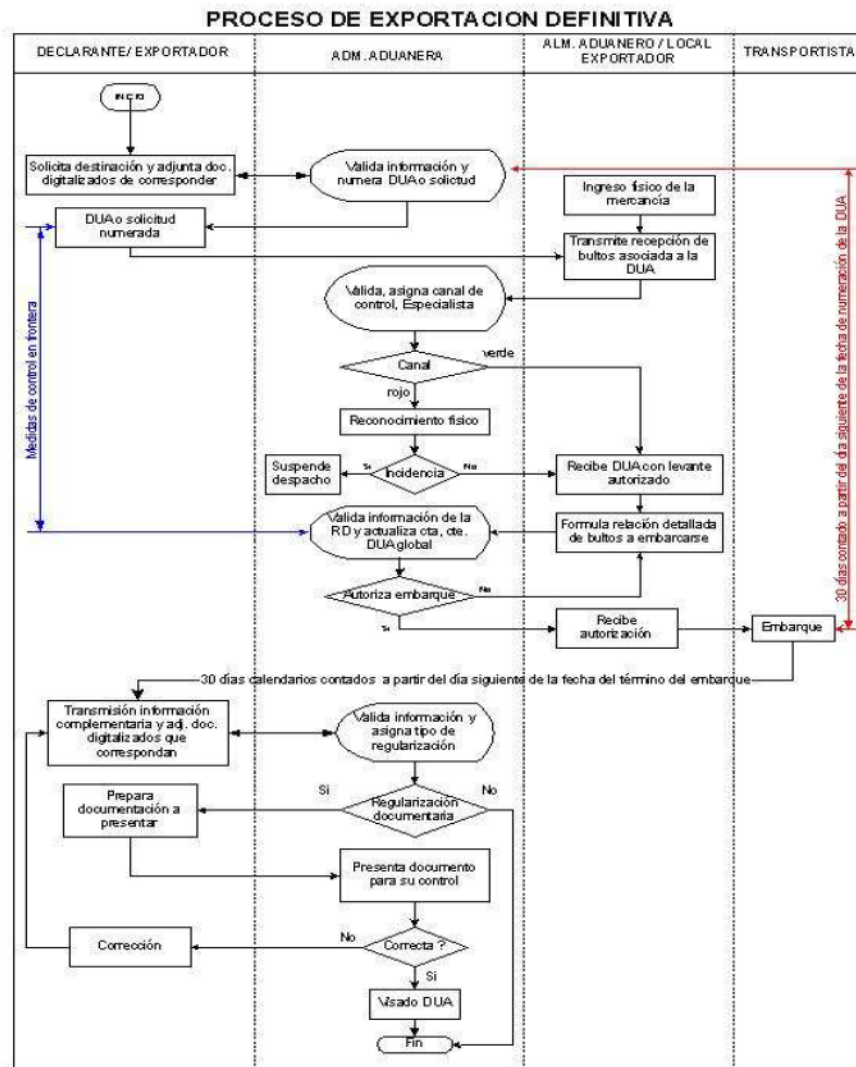 PROCESO DE EXPORTACION DEFINITIVA
DECLARANTE/ EXPORTADOR
ADM. ADUANERA
ALM. ADUANERO / LOCAL
EXPORTADOR
TRANSPORTISTA
INICIO
Solicita destinación y adjunta doc.
digitalizados de corresponder
Valida información y
numera DUA o solictud
Ingreso físico de la
mercancía
DUA o solicitud
numerada
Transmite recepción de
bultos asociada a la
DUA
Valida, asigna canal de
control, Especialista
Canal
verde
rojo
Reconocimiento físico
Suspende
despacho
Si
Incidencia
No
Recibe DUA con levante
autorizado
Valida información de la
RD y actualiza cta, cte.
DUA global
Formula relación detallada
de bultos a embarcarse
Autoriza embarque
No
Si
Recibe
autorización
Embarque
Medidas de control en frontera
30 días contado a partir del día siguiente de la fecha de numeración de la DUA
30 días calendarios contados a partir del día siguiente de la fecha del término del embarque
Transmisión información
complementaria y adj. doc.
digitalizados que
correspondan
Valida información y
asigna tipo de
regularización
Prepara
documentación a
presentar
Si
Regularización
documentaria
No
Presenta documento
para su control
Corrección
No
Correcta ?
Si
Visado DUA
Fin